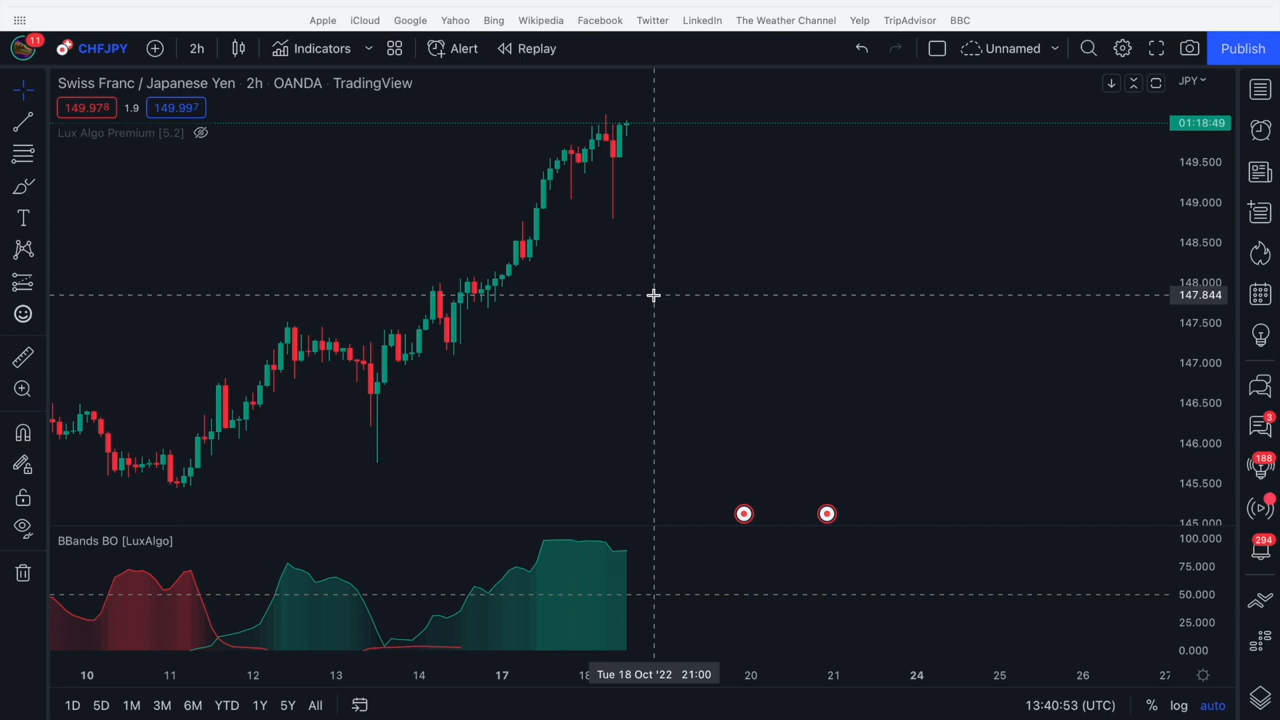 Apple iCloud Google Yahoo Bing Wikipedia Facebook Twitter LinkedIn The Weather Channel Yelp TripAdvisor BBC
11 CHFJPY 2h Indicators Alert Replay Unnamed Publish
Swiss Franc / Japanese Yen · 2h · OANDA · TradingView
JPY
149.978 1.9 149.997
01:18:49
Lux Algo Premium [5.2]
149.500
149.000
148.500
148.000
147.844
147.500
147.000
146.500
146.000
145.500
145.000
3
188
294
BBands BO [LuxAlgo]
100.000
75.000
50.000
25.000
0.000
10 11 12 13 14 17 18 Tue 18 Oct '22 21:00 20 21 24 25 26 27
1D 5D 1M 3M 6M YTD 1Y 5Y All 13:40:53 (UTC) % log auto